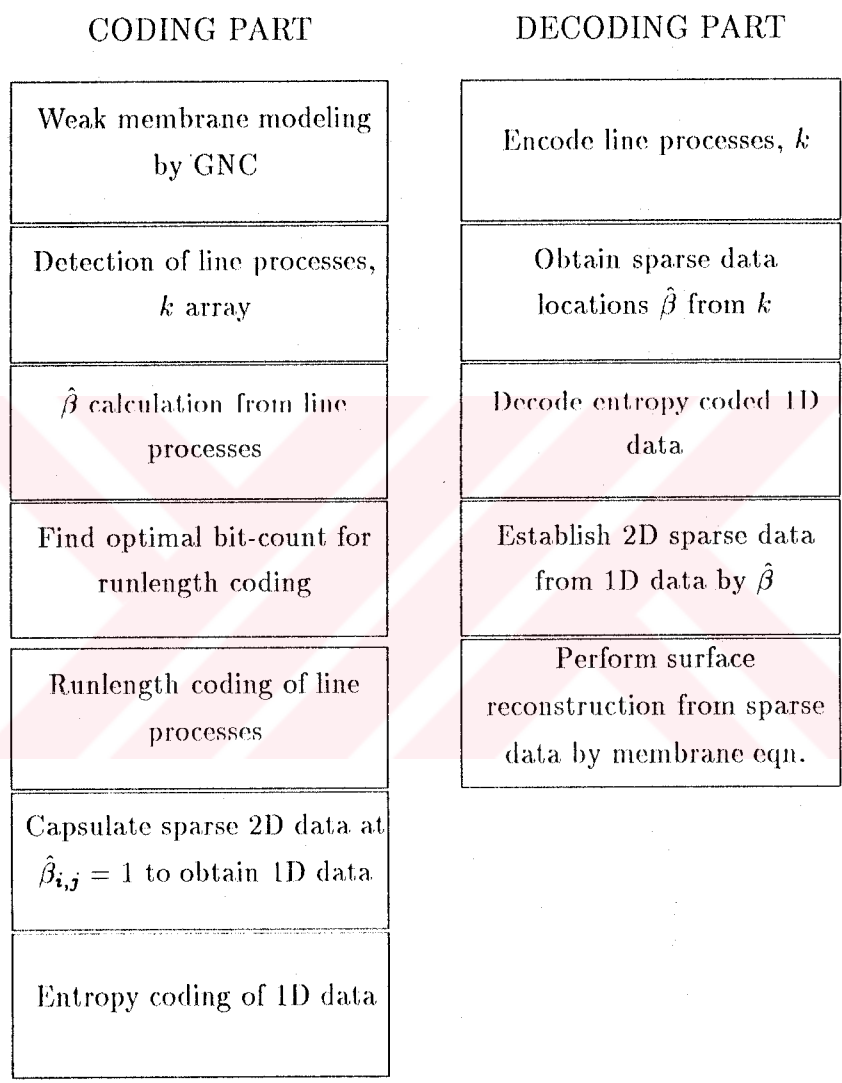 CODING PART
Weak membrane modeling
by GNC
Detection of line processes,
k array
β̂ calculation from line
processes
Find optimal bit-count for
runlength coding
Runlength coding of line
processes
Capsulate sparse 2D data at
β̂i,j = 1 to obtain 1D data
Entropy coding of 1D data
DECODING PART
Encode line processes, k
Obtain sparse data
locations β̂ from k
Decode entropy coded 1D
data
Establish 2D sparse data
from 1D data by β̂
Perform surface
reconstruction from sparse
data by membrane eqn.